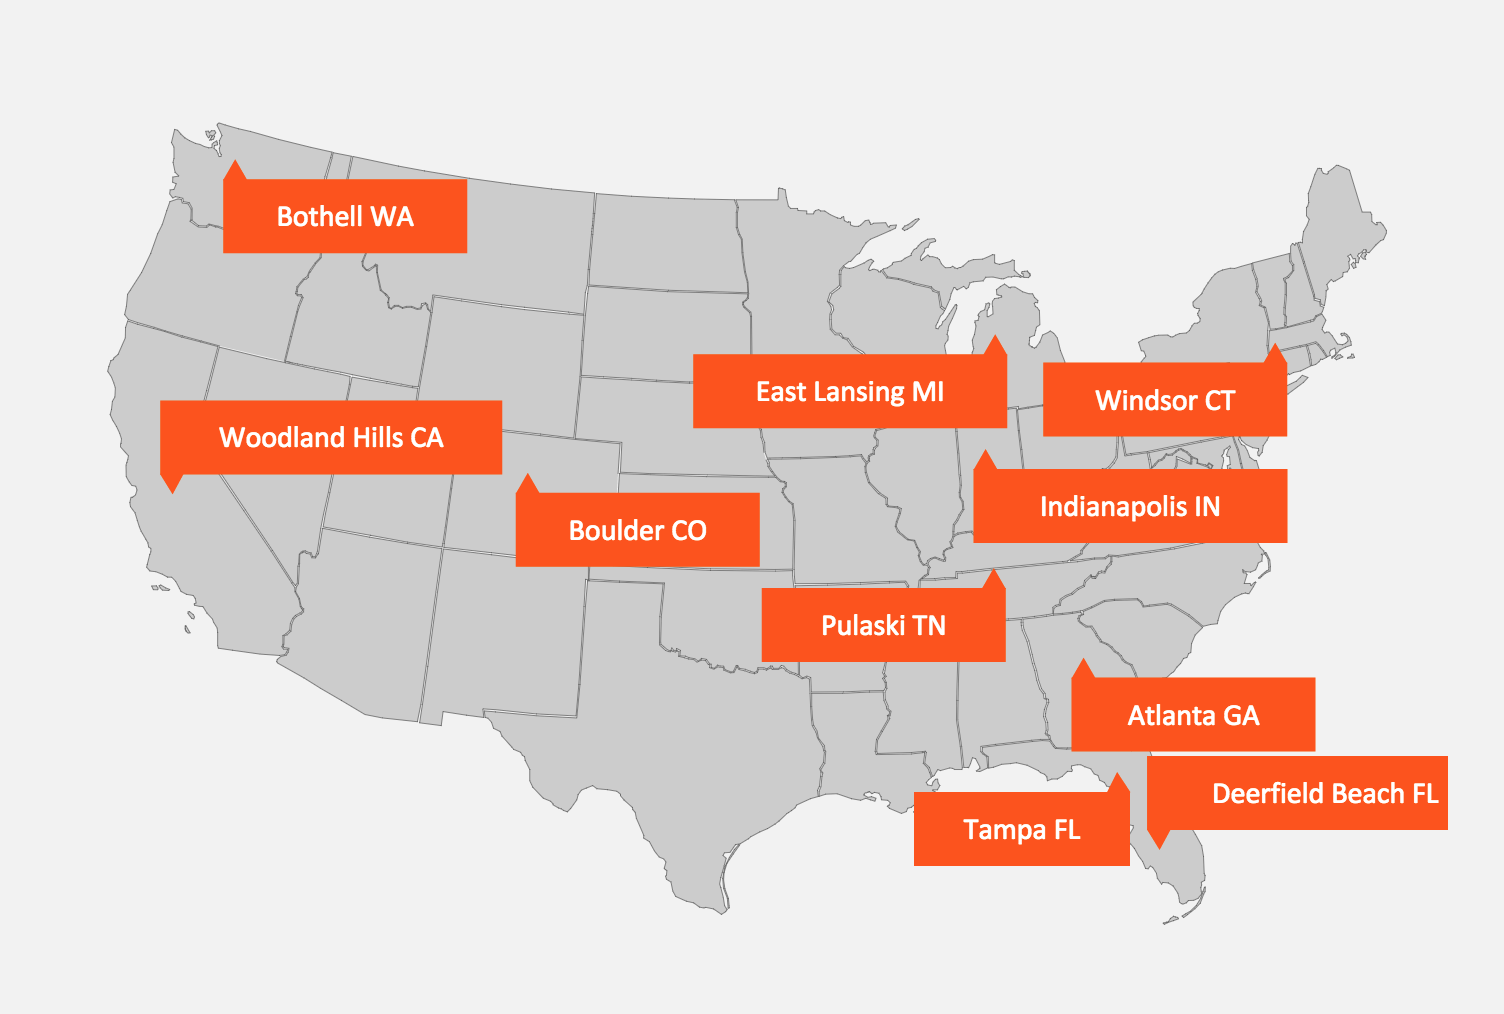 Bothell WA
East Lansing MI
Windsor CT
Woodland Hills CA
Indianapolis IN
Boulder CO
Pulaski TN
Atlanta GA
Deerfield Beach FL
Tampa FL